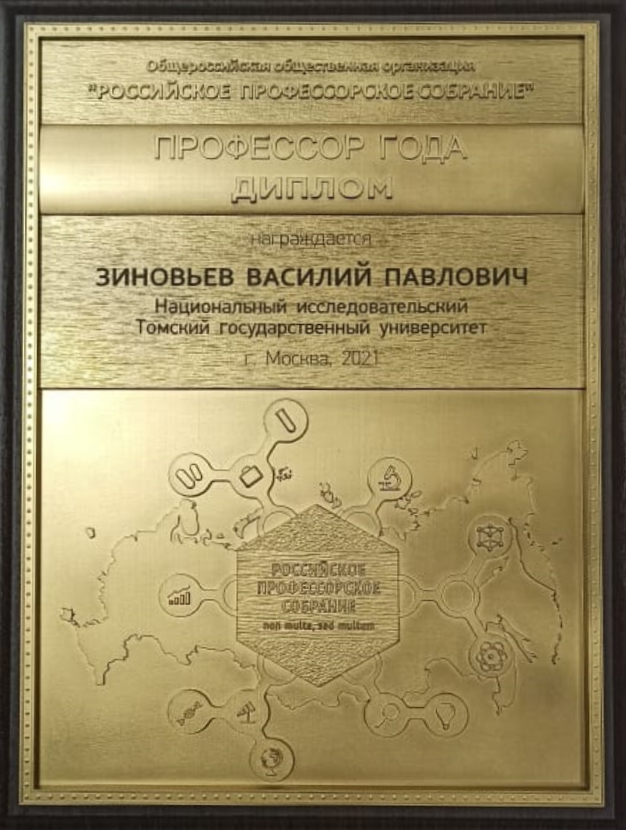 Общероссийская общественная организация
"РОССИЙСКОЕ ПРОФЕССОРСКОЕ СОБРАНИЕ"
ПРОФЕССОР ГОДА
ДИПЛОМ
награждается
ЗИНОВЬЕВ ВАСИЛИЙ ПАВЛОВИЧ
Национальный исследовательский
Томский государственный университет
г. Москва, 2021
РОССИЙСКОЕ
ПРОФЕССОРСКОЕ
СОБРАНИЕ
non multa, sed multum